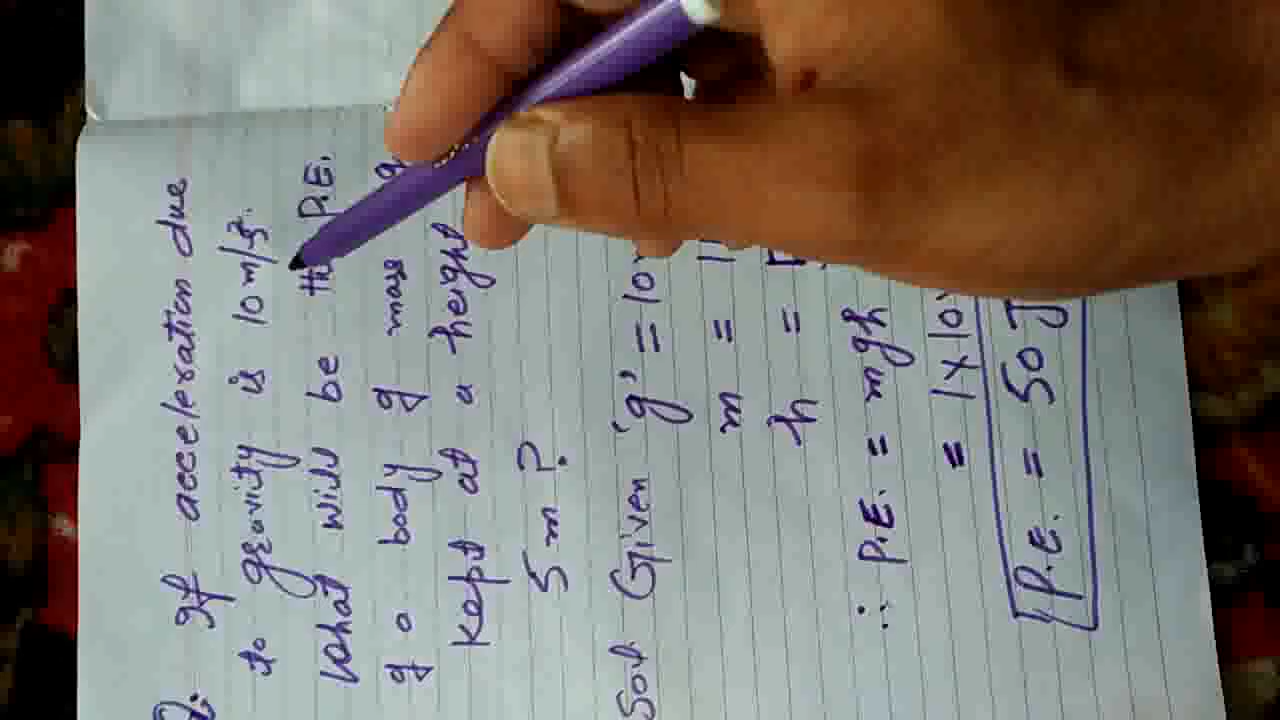 Q. If acceleration due
to gravity is 10 m/s².
What will be the P.E.
of a body of mass
kept at a height
5 m?
Sol. Given 'g' = 10
m = 1
h =
∴ P.E. = mgh
= 1 × 10
P.E. = 50 J